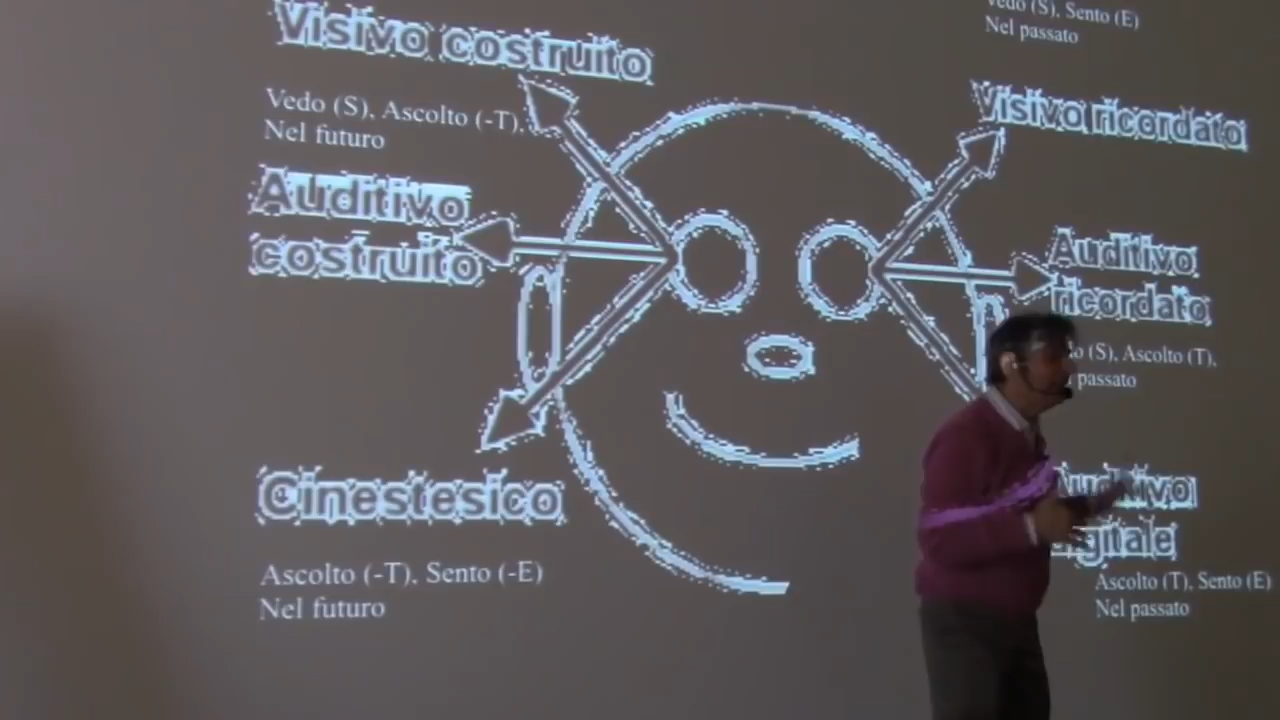 Visivo costruito
Vedo (S), Ascolto (-T),
Nel futuro
Auditivo
costruito
Cinestesico
Ascolto (-T), Sento (-E)
Nel futuro
Vedo (S), Sento (E)
Nel passato
Visivo ricordato
Auditivo
ricordato
(S), Ascolto (T),
passato
Auditivo
digitale
Ascolto (T), Sento (E)
Nel passato